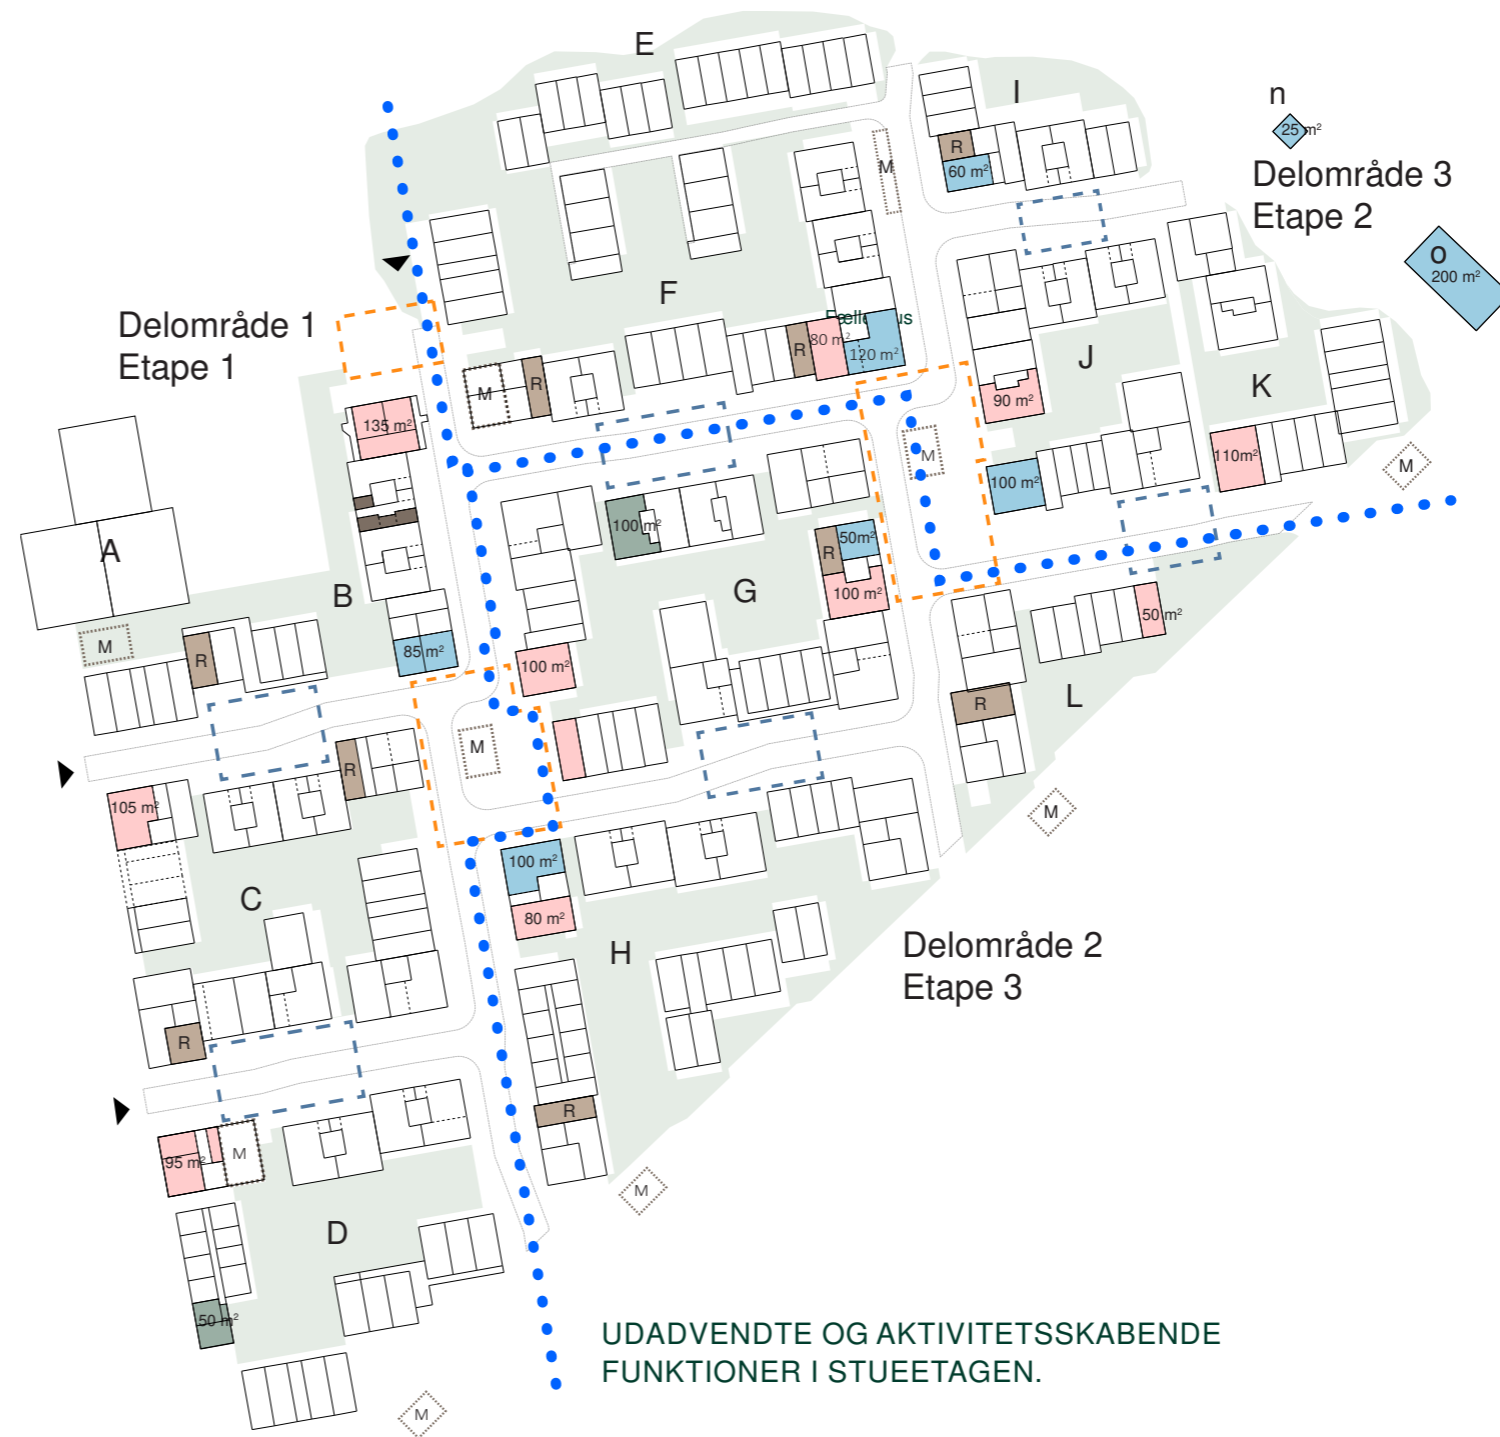 E
I
n
25 m²
Delområde 3
Etape 2
M
R
60 m²
O
200 m²
F
Delområde 1
Etape 1
Fælle us
80 m²
R
120 m²
J
K
M
R
90 m²
135 m²
M
110m²
M
100 m²
A
100 m²
50m²
R
B
G
100 m²
50 m²
M
R
85 m²
100 m²
L
R
M
R
105 m²
M
100 m²
C
80 m²
H
Delområde 2
Etape 3
R
R
M
95 m²
M
D
50 m²
UDADVENDTE OG AKTIVITETSSKABENDE
FUNKTIONER I STUEETAGEN.
M